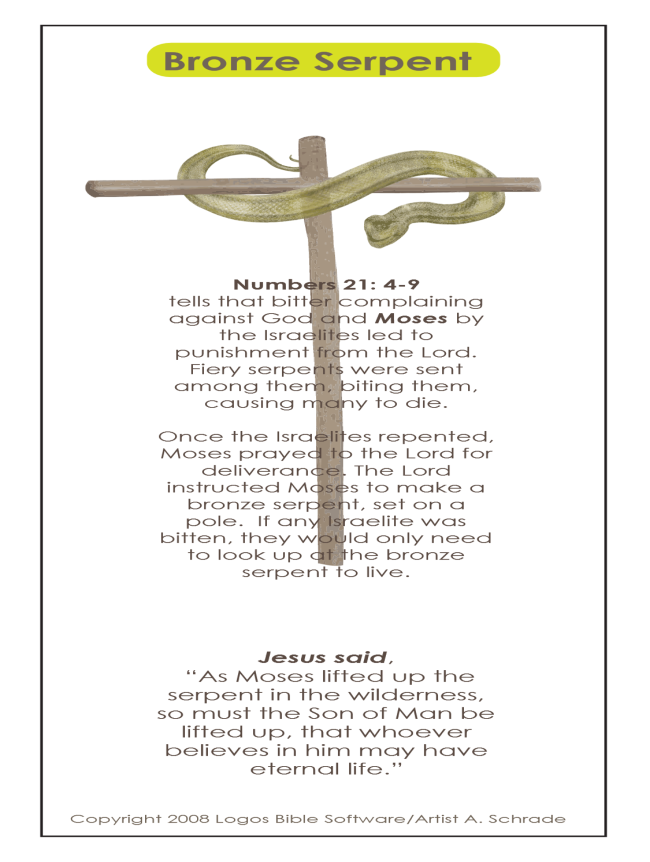 Bronze Serpent
Numbers 21: 4-9
tells that bitter complaining
against God and Moses by
the Israelites led to
punishment from the Lord.
Fiery serpents were sent
among them, biting them,
causing many to die.
Once the Israelites repented,
Moses prayed to the Lord for
deliverance. The Lord
instructed Moses to make a
bronze serpent, set on a
pole.  If any Israelite was
bitten, they would only need
to look up at the bronze
serpent to live.
Jesus said,
“As Moses lifted up the
serpent in the wilderness,
so must the Son of Man be
lifted up, that whoever
believes in him may have
eternal life.”
Copyright 2008 Logos Bible Software/Artist A. Schrade